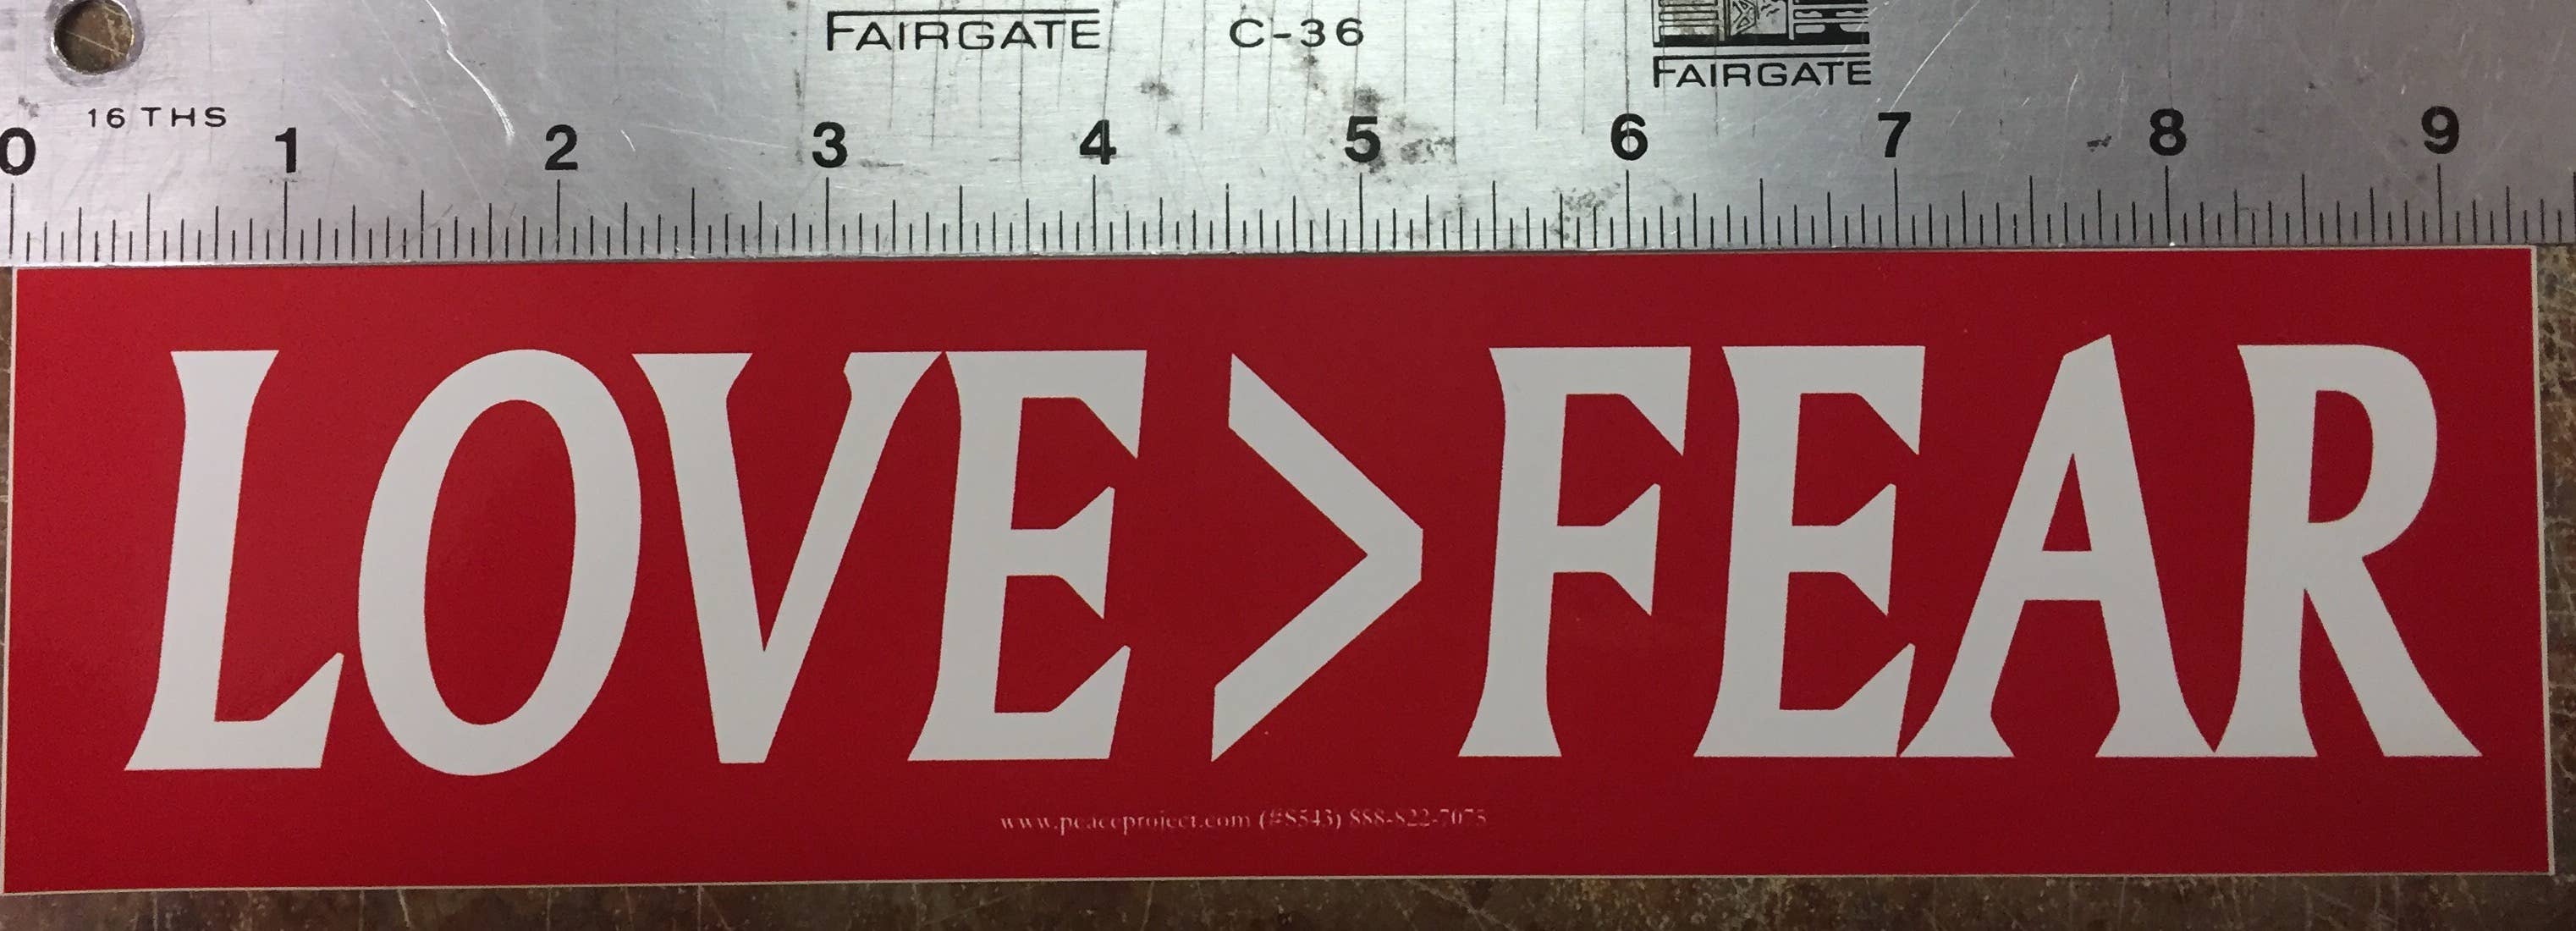 FAIRGATE C-36
FAIRGATE
16 THS
0 1 2 3 4 5 6 7 8 9
LOVE>FEAR
www.peaceproject.com (#8543) 888-822-7075